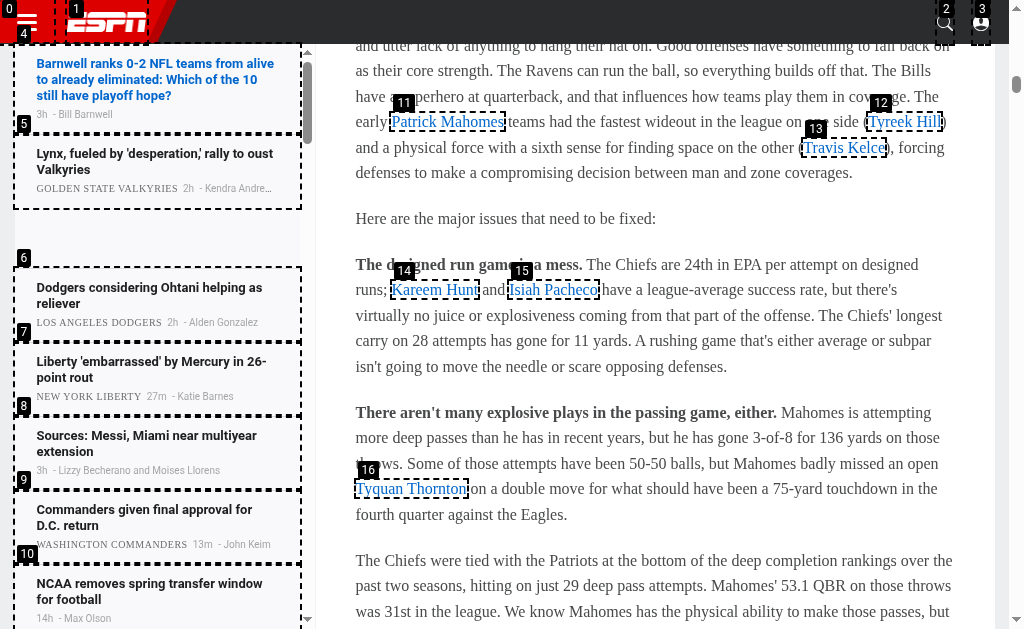 0
1
ESPN
2
3
4
Barnwell ranks 0-2 NFL teams from alive
to already eliminated: Which of the 10
still have playoff hope?
3h - Bill Barnwell
5
Lynx, fueled by 'desperation,' rally to oust
Valkyries
GOLDEN STATE VALKYRIES 2h - Kendra Andre...
6
Dodgers considering Ohtani helping as
reliever
LOS ANGELES DODGERS 2h - Alden Gonzalez
7
Liberty 'embarrassed' by Mercury in 26-
point rout
NEW YORK LIBERTY 27m - Katie Barnes
8
Sources: Messi, Miami near multiyear
extension
3h - Lizzy Becherano and Moises Llorens
9
Commanders given final approval for
D.C. return
WASHINGTON COMMANDERS 13m - John Keim
10
NCAA removes spring transfer window
for football
14h - Max Olson
and utter lack of anything to hang their hat on. Good offenses have something to fall back on
as their core strength. The Ravens can run the ball, so everything builds off that. The Bills
have a superhero at quarterback, and that influences how teams play them in coverage. The
11
12
early Patrick Mahomes teams had the fastest wideout in the league on one side (Tyreek Hill)
13
and a physical force with a sixth sense for finding space on the other (Travis Kelce), forcing
defenses to make a compromising decision between man and zone coverages.
Here are the major issues that need to be fixed:
The designed run game is a mess. The Chiefs are 24th in EPA per attempt on designed
14
15
runs; Kareem Hunt and Isiah Pacheco have a league-average success rate, but there's
virtually no juice or explosiveness coming from that part of the offense. The Chiefs' longest
carry on 28 attempts has gone for 11 yards. A rushing game that's either average or subpar
isn't going to move the needle or scare opposing defenses.
There aren't many explosive plays in the passing game, either. Mahomes is attempting
more deep passes than he has in recent years, but he has gone 3-of-8 for 136 yards on those
throws. Some of those attempts have been 50-50 balls, but Mahomes badly missed an open
16
Tyquan Thornton on a double move for what should have been a 75-yard touchdown in the
fourth quarter against the Eagles.
The Chiefs were tied with the Patriots at the bottom of the deep completion rankings over the
past two seasons, hitting on just 29 deep pass attempts. Mahomes' 53.1 QBR on those throws
was 31st in the league. We know Mahomes has the physical ability to make those passes, but